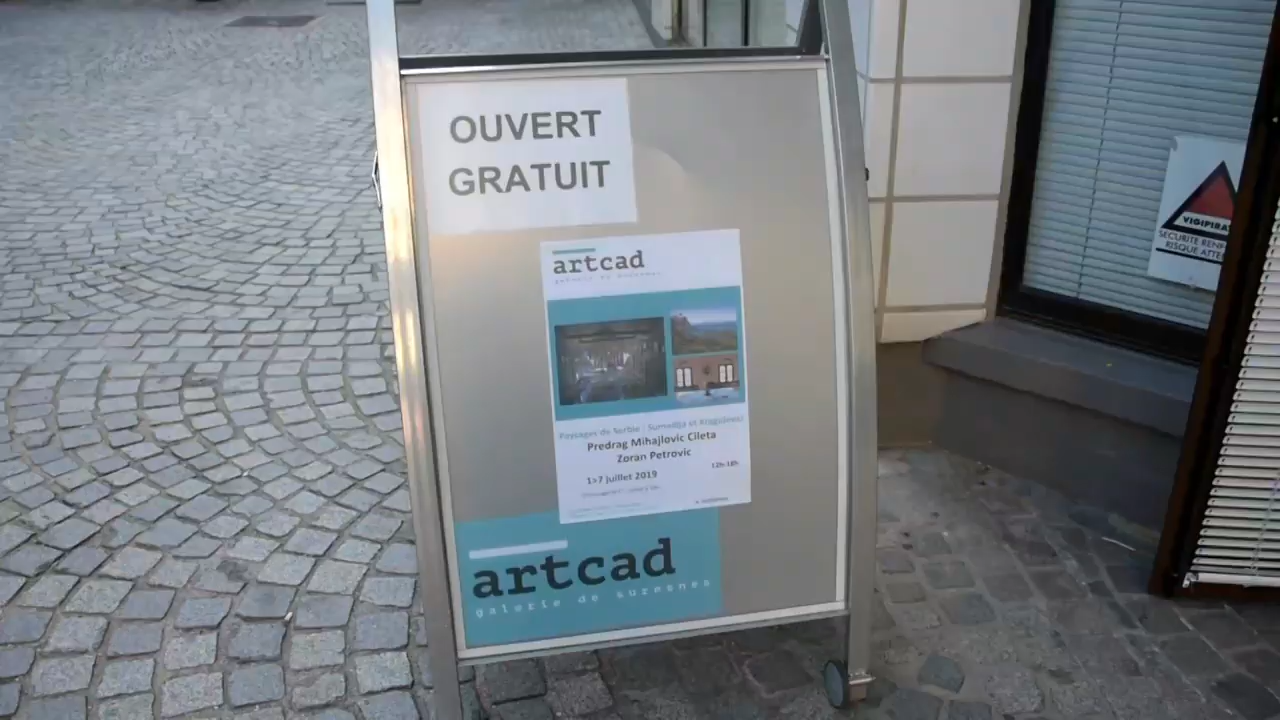 OUVERT
GRATUIT
artcad
galerie de suresnes
Paysages de Serbie : Sumadija et Kragujevac
Predrag Mihajlovic Cileta
Zoran Petrovic
12h-18h
1>7 juillet 2019
artcad
galerie de suresnes
VIGIPIRA
SECURITE RENF
RISQUE ATTE